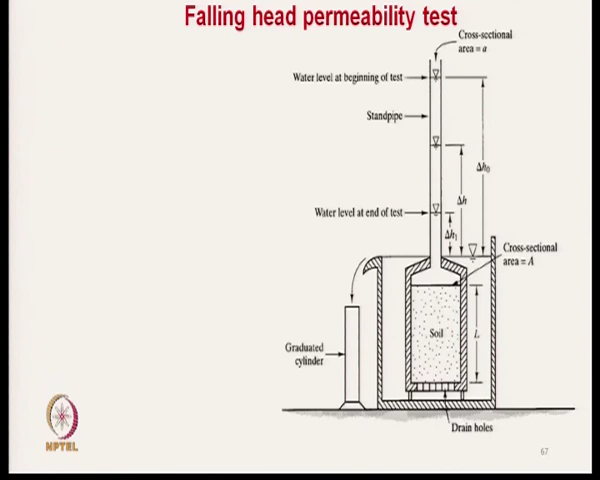 Falling head permeability test
Cross-sectional
area = a
Water level at beginning of test
Standpipe
Δh₀
Δh
Water level at end of test
Δh₁
Cross-sectional
area = A
Soil
L
Graduated
cylinder
Drain holes
NPTEL
67